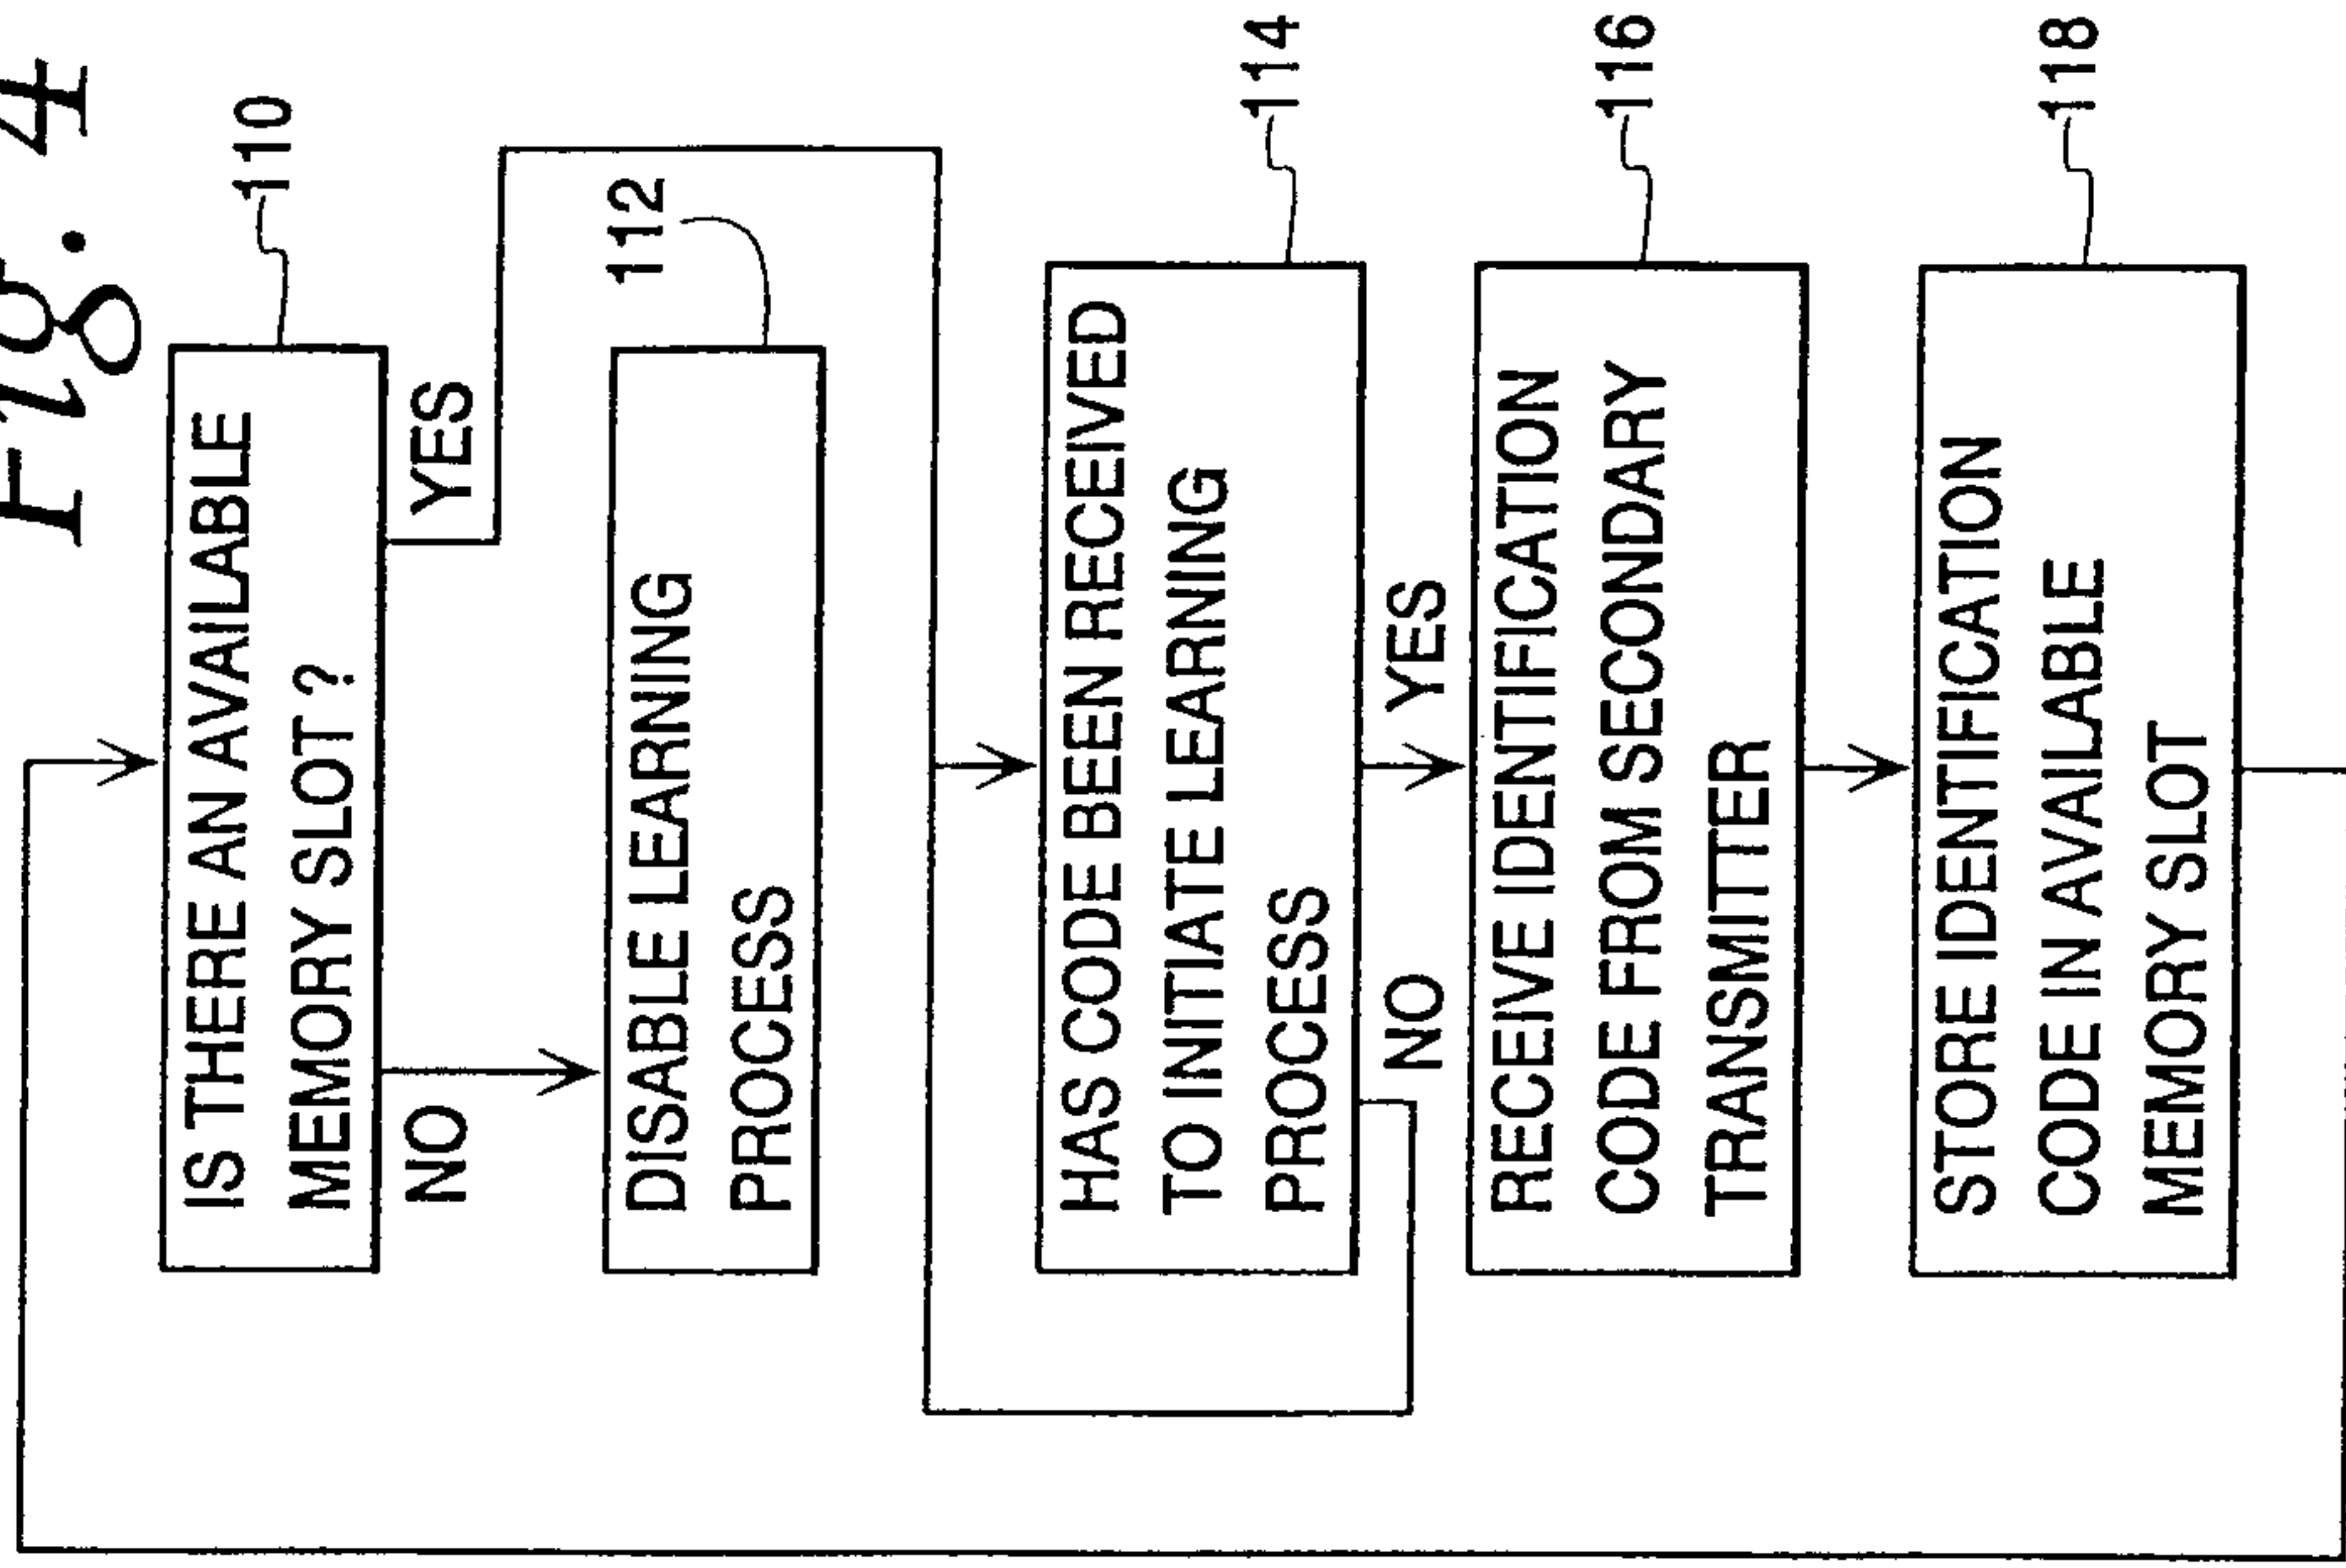 Fig. 4
IS THERE AN AVAILABLE
MEMORY SLOT ?
110
NO
YES
DISABLE LEARNING
PROCESS
112
HAS CODE BEEN RECEIVED
TO INITIATE LEARNING
PROCESS
114
NO
YES
RECEIVE IDENTIFICATION
CODE FROM SECONDARY
TRANSMITTER
116
STORE IDENTIFICATION
CODE IN AVAILABLE
MEMORY SLOT
118